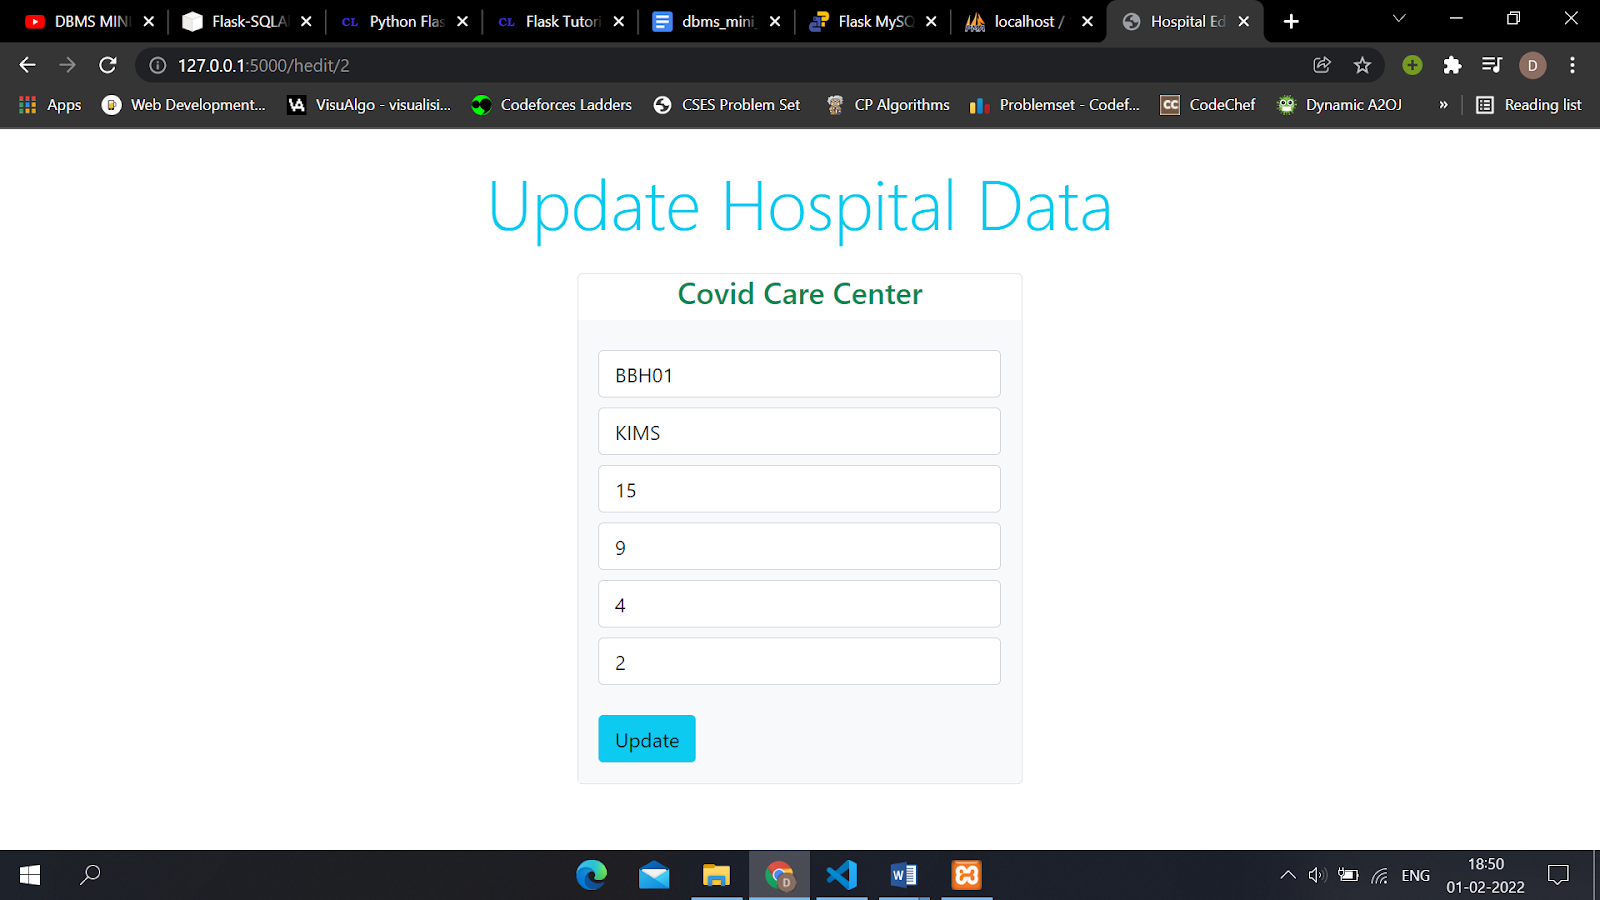 DBMS MINI
Flask-SQLAl
Python Flas
Flask Tutori
dbms_mini_
Flask MySQ
localhost /
Hospital Ed
127.0.0.1:5000/hedit/2
D
Apps
Web Development...
VisuAlgo - visualisi...
Codeforces Ladders
CSES Problem Set
CP Algorithms
Problemset - Codef...
CodeChef
Dynamic A2OJ
»
Reading list
Update Hospital Data
Covid Care Center
BBH01
KIMS
15
9
4
2
Update
ENG
18:50
01-02-2022